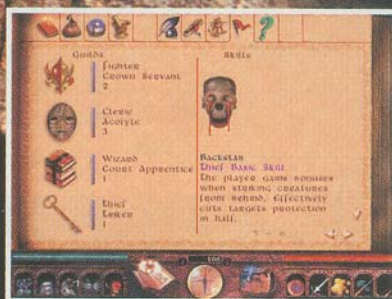 Guilds
Fighter
Crown Servant
2
Cleric
Acolyte
3
Wizard
Court Apprentice
1
Thief
1
Skills
Backstab
Thief Basic Skill
The player gains bonuses
when striking creatures
from behind. Effectively
cuts targets protection
in half.